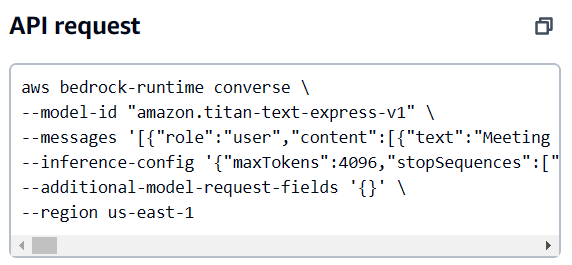 API request
aws bedrock-runtime converse \
--model-id "amazon.titan-text-express-v1" \
--messages '[{"role":"user","content":[{"text":"Meeting
--inference-config '{"maxTokens":4096,"stopSequences":["
--additional-model-request-fields '{}' \
--region us-east-1